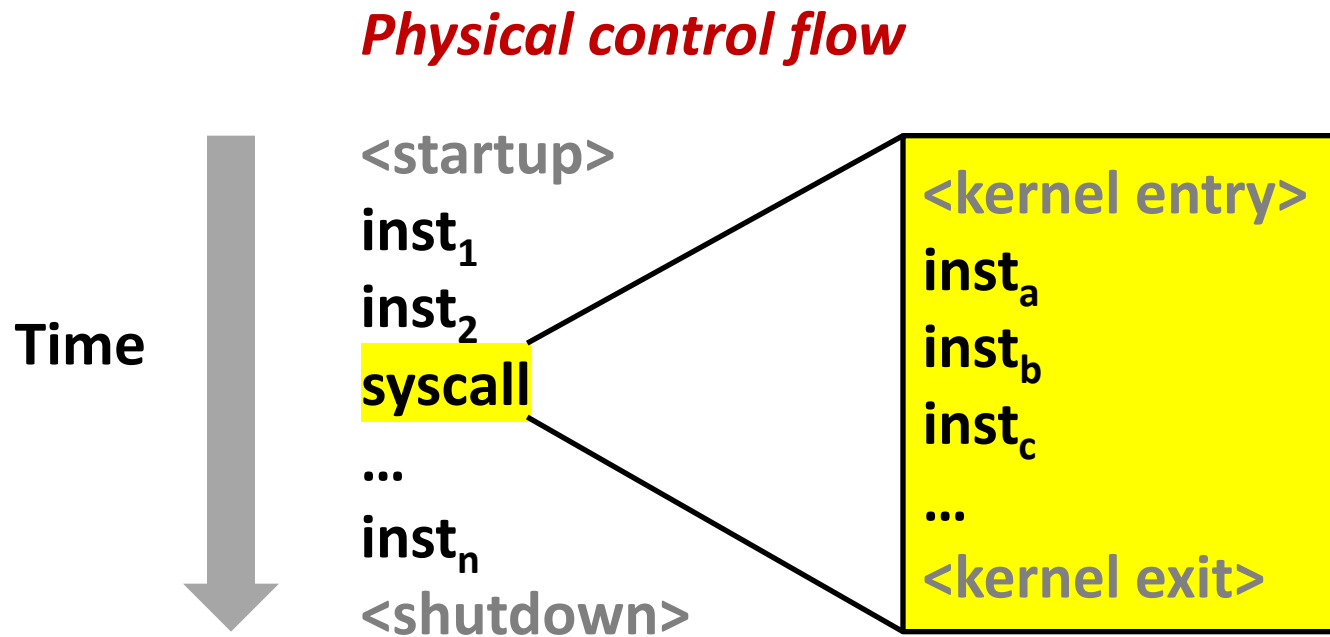 Physical control flow
<startup>
inst1
inst2
Time
syscall
…
instn
<shutdown>
<kernel entry>
insta
instb
instc
…
<kernel exit>